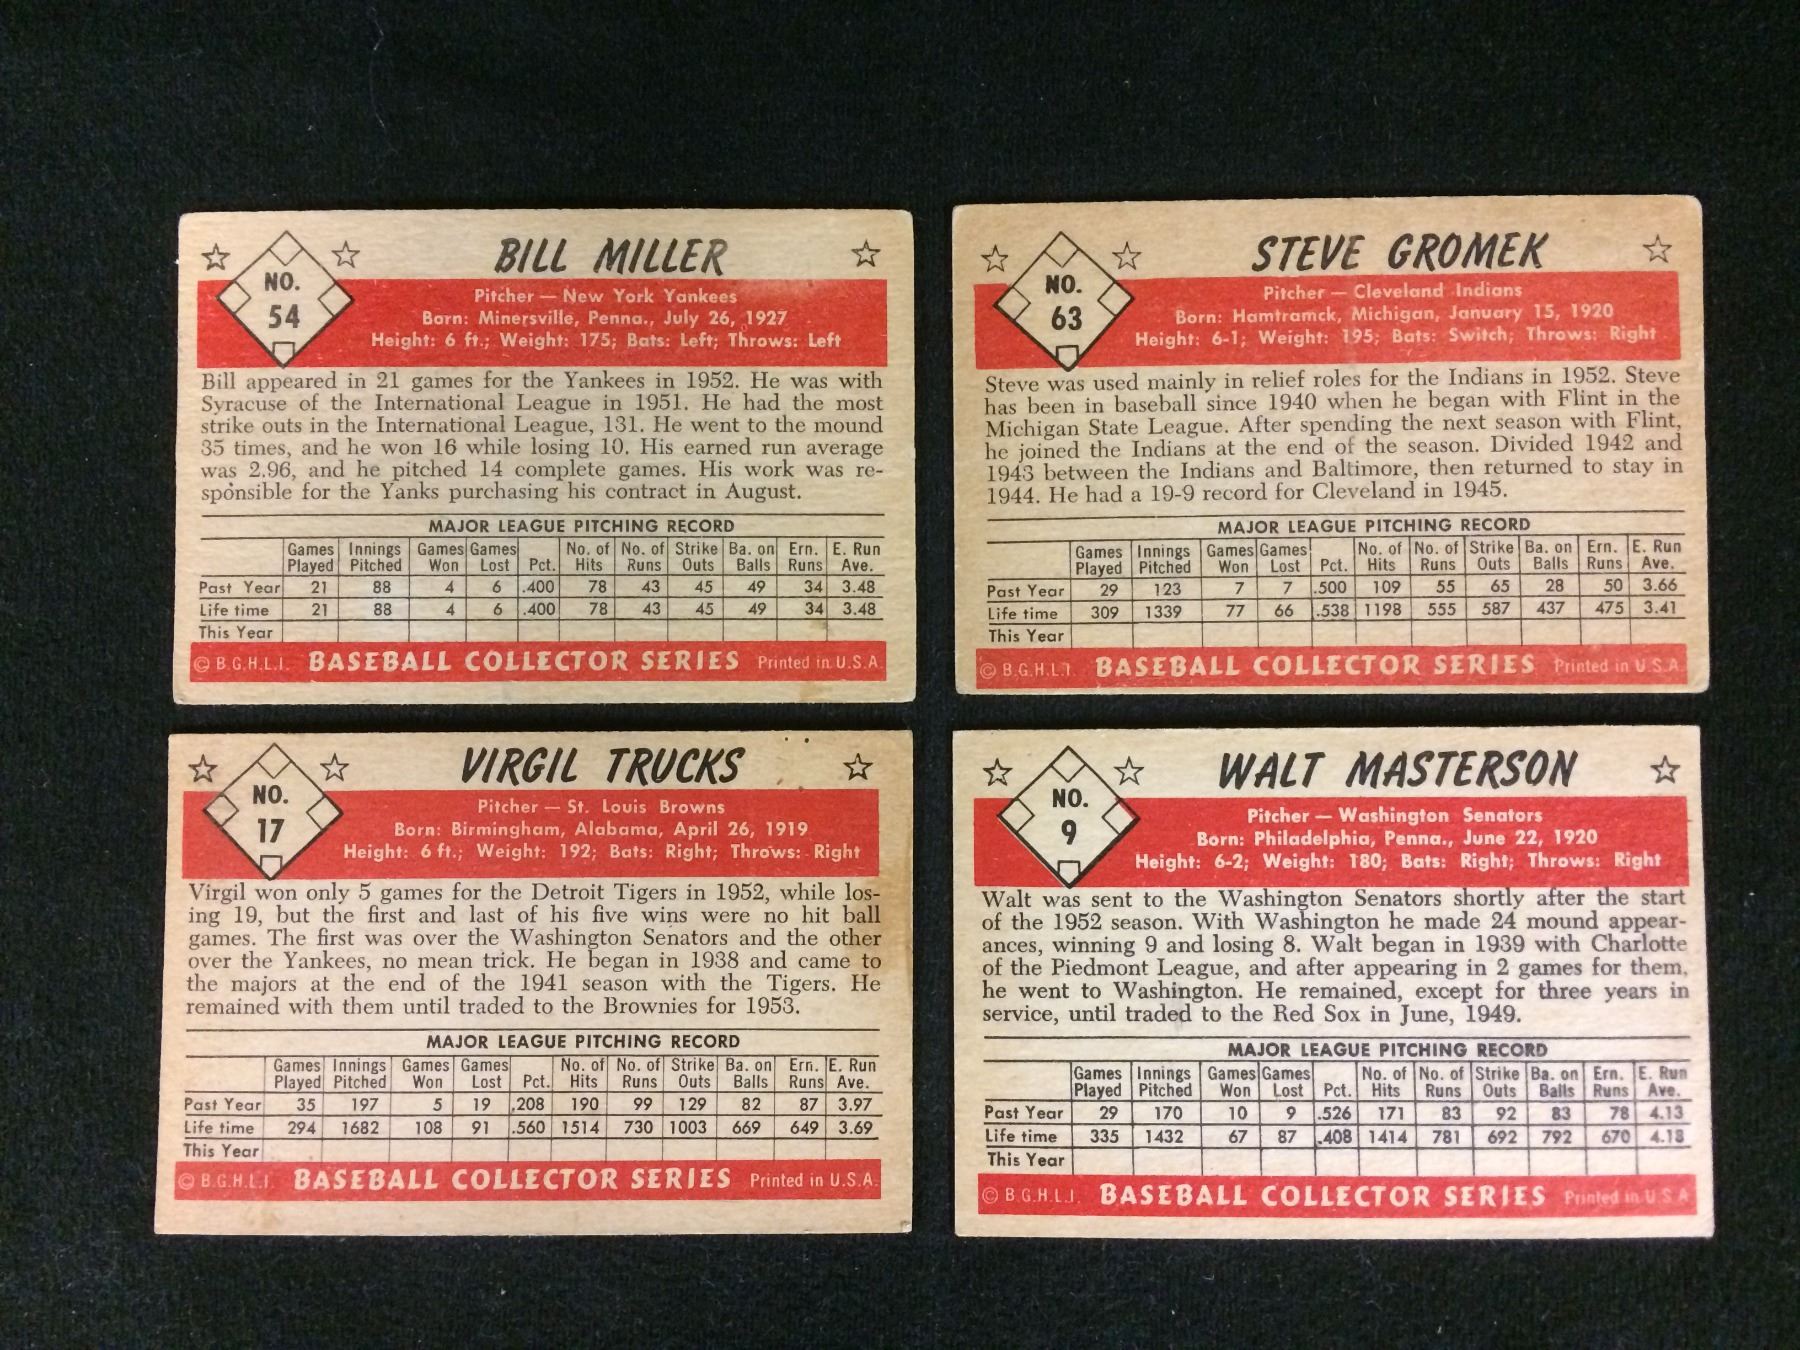 BILL MILLER
NO.
54
Pitcher — New York Yankees
Born: Minersville, Penna., July 26, 1927
Height: 6 ft.; Weight: 175; Bats: Left; Throws: Left
Bill appeared in 21 games for the Yankees in 1952. He was with
Syracuse of the International League in 1951. He had the most
strike outs in the International League, 131. He went to the mound
35 times, and he won 16 while losing 10. His earned run average
was 2.96, and he pitched 14 complete games. His work was re-
sponsible for the Yanks purchasing his contract in August.
MAJOR LEAGUE PITCHING RECORD
Games Innings Games Games No. of No. of Strike Ba. on Ern. E. Run
Played Pitched Won Lost Pct. Hits Runs Outs Balls Runs Ave.
Past Year 21 88 4 6 .400 78 43 45 49 34 3.48
Life time 21 88 4 6 .400 78 43 45 49 34 3.48
This Year
© B.G.H.L.I. BASEBALL COLLECTOR SERIES Printed in U.S.A.
STEVE GROMEK
NO.
63
Pitcher — Cleveland Indians
Born: Hamtramck, Michigan, January 15, 1920
Height: 6-1; Weight: 195; Bats: Switch; Throws: Right
Steve was used mainly in relief roles for the Indians in 1952. Steve
has been in baseball since 1940 when he began with Flint in the
Michigan State League. After spending the next season with Flint,
he joined the Indians at the end of the season. Divided 1942 and
1943 between the Indians and Baltimore, then returned to stay in
1944. He had a 19-9 record for Cleveland in 1945.
MAJOR LEAGUE PITCHING RECORD
Games Innings Games Games No. of No. of Strike Ba. on Ern. E. Run
Played Pitched Won Lost Pct. Hits Runs Outs Balls Runs Ave.
Past Year 29 123 7 7 .500 109 55 65 28 50 3.66
Life time 309 1339 77 66 .538 1198 555 587 437 475 3.41
This Year
© B.G.H.L.I. BASEBALL COLLECTOR SERIES Printed in U.S.A.
VIRGIL TRUCKS
NO.
17
Pitcher — St. Louis Browns
Born: Birmingham, Alabama, April 26, 1919
Height: 6 ft.; Weight: 192; Bats: Right; Throws: Right
Virgil won only 5 games for the Detroit Tigers in 1952, while los-
ing 19, but the first and last of his five wins were no hit ball
games. The first was over the Washington Senators and the other
over the Yankees, no mean trick. He began in 1938 and came to
the majors at the end of the 1941 season with the Tigers. He
remained with them until traded to the Brownies for 1953.
MAJOR LEAGUE PITCHING RECORD
Games Innings Games Games No. of No. of Strike Ba. on Ern. E. Run
Played Pitched Won Lost Pct. Hits Runs Outs Balls Runs Ave.
Past Year 35 197 5 19 .208 190 99 129 82 87 3.97
Life time 294 1682 108 91 .560 1514 730 1003 669 649 3.69
This Year
© B.G.H.L.I. BASEBALL COLLECTOR SERIES Printed in U.S.A.
WALT MASTERSON
NO.
9
Pitcher — Washington Senators
Born: Philadelphia, Penna., June 22, 1920
Height: 6-2; Weight: 180; Bats: Right; Throws: Right
Walt was sent to the Washington Senators shortly after the start
of the 1952 season. With Washington he made 24 mound appear-
ances, winning 9 and losing 8. Walt began in 1939 with Charlotte
of the Piedmont League, and after appearing in 2 games for them,
he went to Washington. He remained, except for three years in
service, until traded to the Red Sox in June, 1949.
MAJOR LEAGUE PITCHING RECORD
Games Innings Games Games No. of No. of Strike Ba. on Ern. E. Run
Played Pitched Won Lost Pct. Hits Runs Outs Balls Runs Ave.
Past Year 29 170 10 9 .526 171 83 92 83 78 4.13
Life time 335 1432 67 87 .408 1414 781 692 792 670 4.18
This Year
© B.G.H.L.I. BASEBALL COLLECTOR SERIES Printed in U.S.A